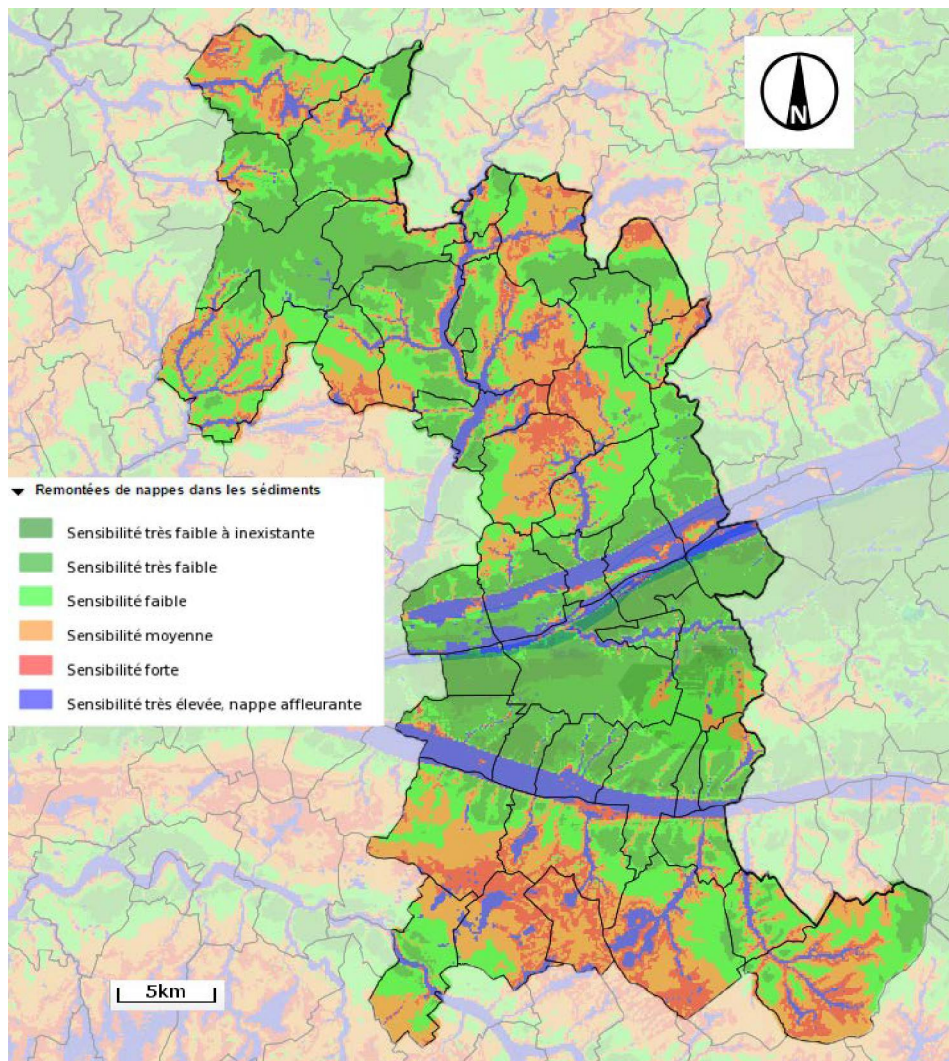 N
Remontées de nappes dans les sédiments
Sensibilité très faible à inexistante
Sensibilité très faible
Sensibilité faible
Sensibilité moyenne
Sensibilité forte
Sensibilité très élevée, nappe affleurante
5km